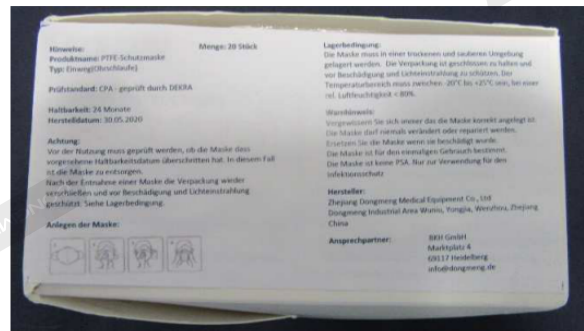 Hinweise:
Menge: 20 Stück
Produktname: PTFE-Schutsmaske
Typ: Einweg(Ohrschlaufe)
Prüfstandard: CPA - geprüft durch DEKRA
Haltbarkeit: 24 Monate
Herstelldatum: 30.05.2020
Achtung:
Vor der Nutzung muss geprüft werden, ob die Maske dass
vorgesehene Haltbarkeitsdatum überschritten hat. In diesem Fall
ist die Maske zu entsorgen.
Nach der Entnahme einer Maske die Verpackung wieder
verschließen und vor Beschädigung und Lichteinstrahlung
geschützt. Siehe Lagerbedingung.
Anlegen der Maske:
Lagerbedingung:
Die Maske muss in einer trockenen und sauberen Umgebung
gelagert werden. Die Verpackung ist geschlossen zu halten und
vor Beschädigung und Lichteinstrahlung zu schützen. Der
Temperaturbereich muss zwischen -20°C bis +25°C sein, bei einer
rel. Luftfeuchtigkeit < 80%.
Warnhinweis:
Vergewissern Sie sich immer das die Maske korrekt angelegt ist.
Die Maske darf niemals verändert oder repariert werden.
Ersetzen Sie die Maske wenn sie beschädigt wurde.
Die Maske ist für den einmaligen Gebrauch bestimmt.
Die Maske ist keine PSA. Nur zur Verwendung für den
Infektionsschutz
Hersteller:
Zhejiang Dongmeng Medical Equipment Co., Ltd
Dongmeng Industrial Area Wuniu, Yongjia, Wenzhou, Zhejiang
China
Ansprechpartner: BKH GmbH
Marktplatz 4
69117 Heidelberg
info@dongmeng.de